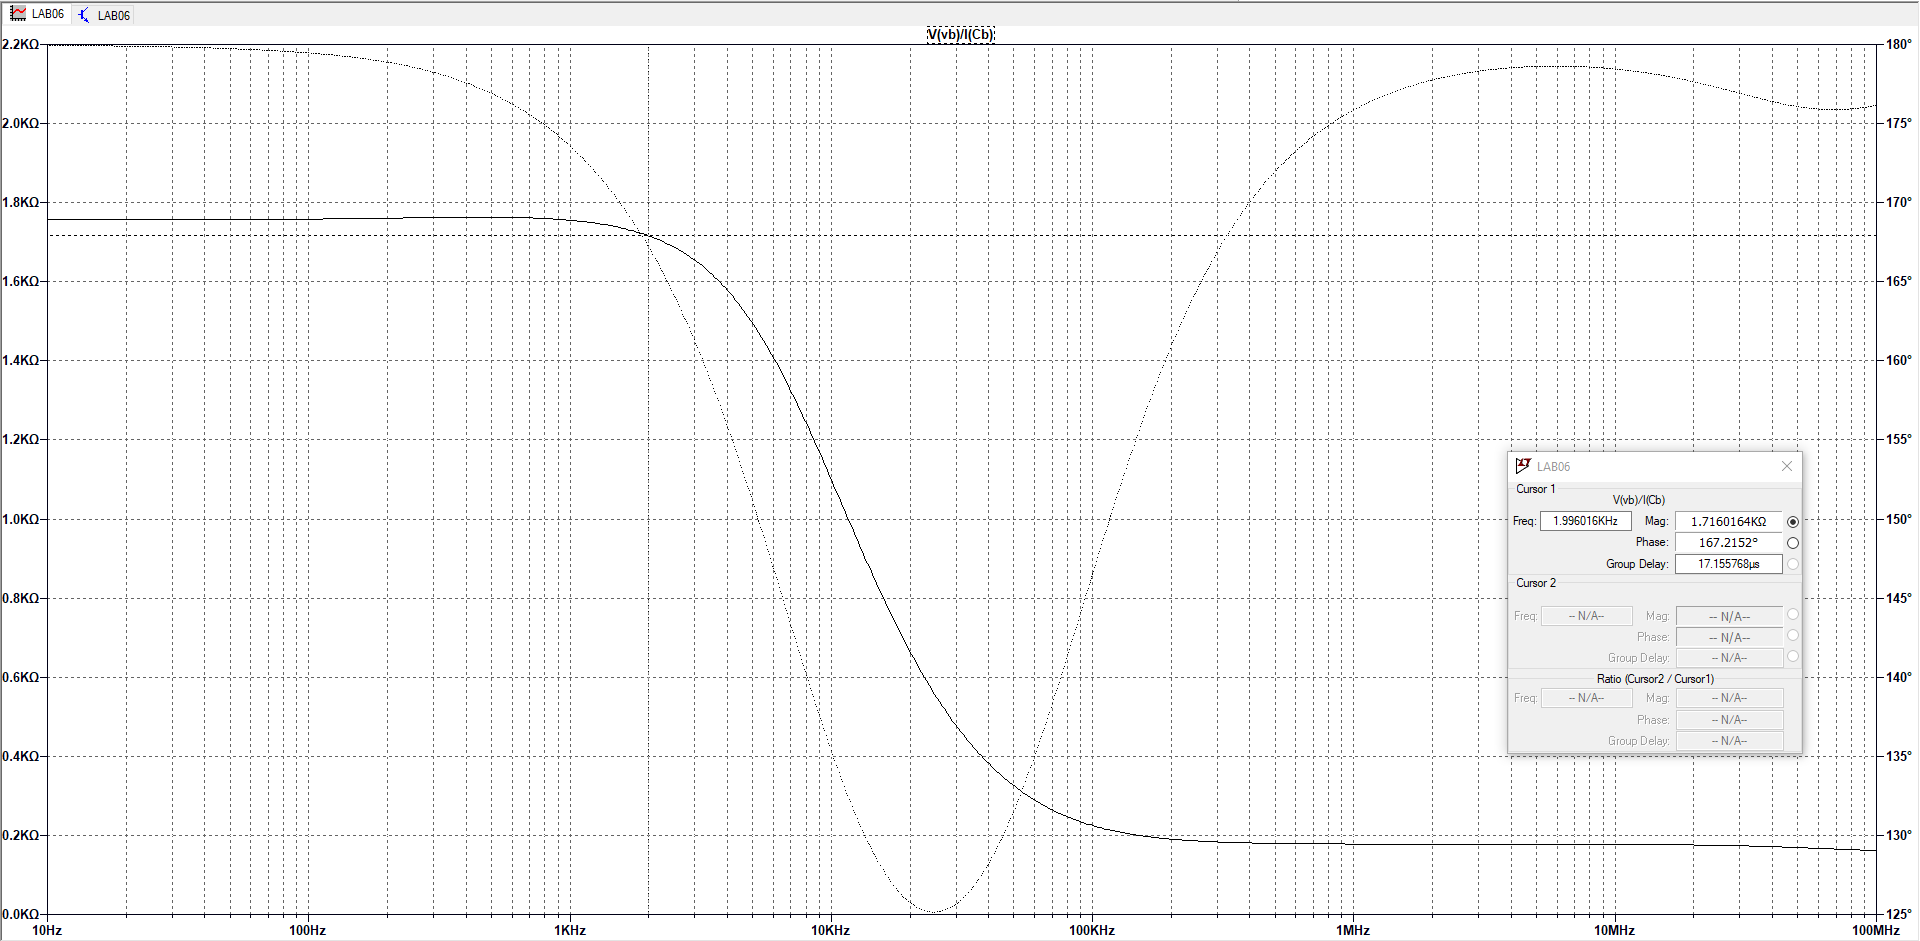 LAB06 LAB06
V(vb)/I(Cb)
2.2KΩ 180°
2.0KΩ 175°
1.8KΩ 170°
1.6KΩ 165°
1.4KΩ 160°
1.2KΩ 155°
1.0KΩ 150°
0.8KΩ 145°
0.6KΩ 140°
0.4KΩ 135°
0.2KΩ 130°
0.0KΩ 125°
10Hz 100Hz 1KHz 10KHz 100KHz 1MHz 10MHz 100MHz
LAB06
Cursor 1
V(vb)/I(Cb)
Freq: 1.996016KHz Mag: 1.7160164KΩ
Phase: 167.2152°
Group Delay: 17.155768µs
Cursor 2
Freq: -- N/A-- Mag: -- N/A--
Phase: -- N/A--
Group Delay: -- N/A--
Ratio (Cursor2 / Cursor1)
Freq: -- N/A-- Mag: -- N/A--
Phase: -- N/A--
Group Delay: -- N/A--